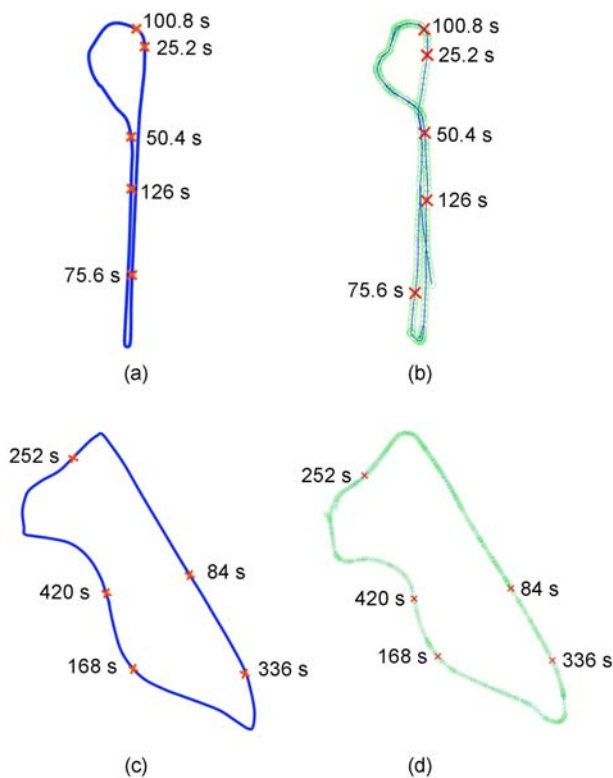 100.8 s
25.2 s
50.4 s
126 s
75.6 s
(a)
100.8 s
25.2 s
50.4 s
126 s
75.6 s
(b)
252 s
84 s
420 s
168 s
336 s
(c)
252 s
84 s
420 s
168 s
336 s
(d)